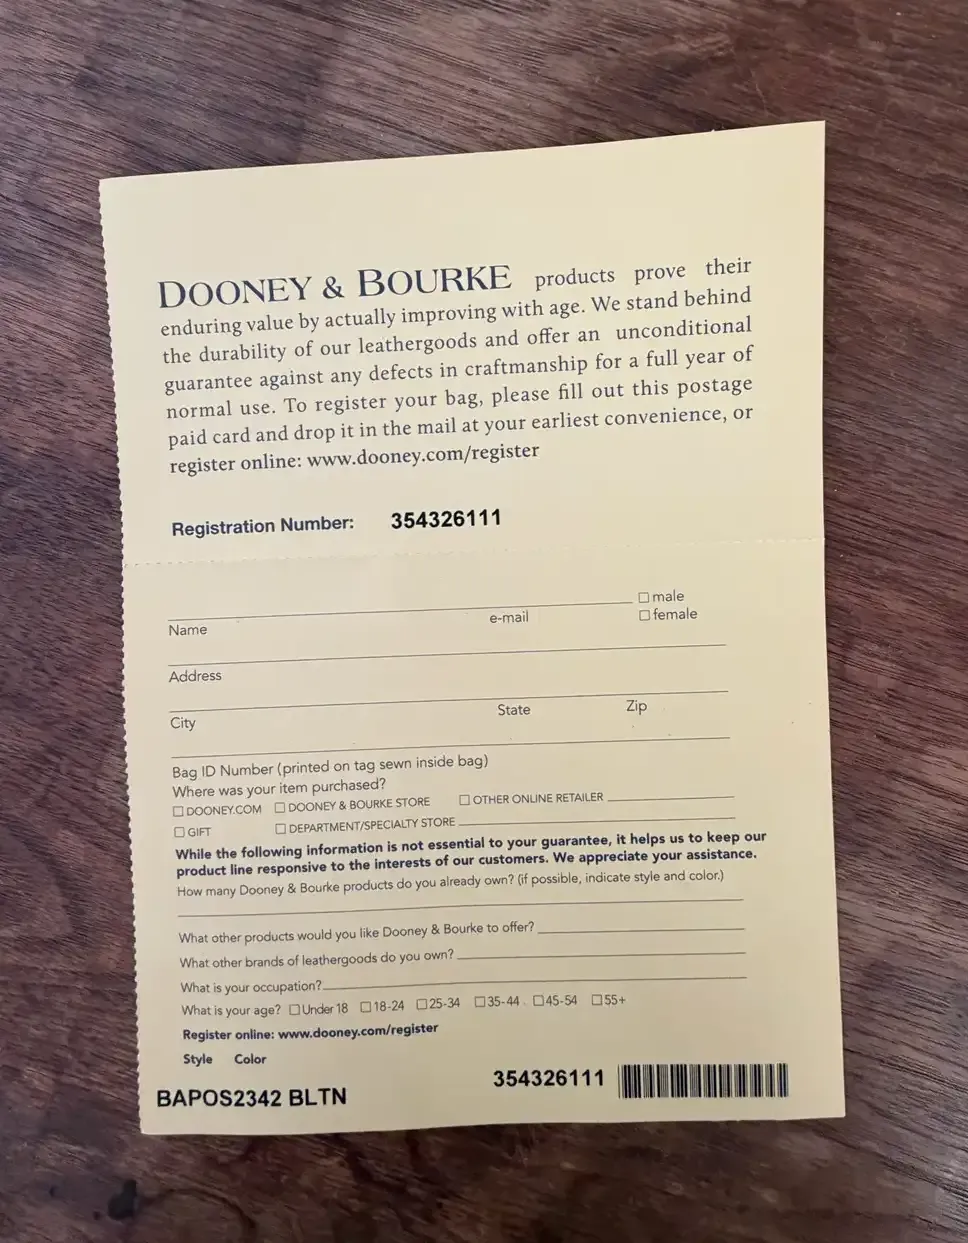 DOONEY & BOURKE products prove their
enduring value by actually improving with age. We stand behind
the durability of our leathergoods and offer an unconditional
guarantee against any defects in craftmanship for a full year of
normal use. To register your bag, please fill out this postage
paid card and drop it in the mail at your earliest convenience, or
register online: www.dooney.com/register
Registration Number: 354326111
☐ male
Name e-mail ☐ female
Address
City State Zip
Bag ID Number (printed on tag sewn inside bag)
Where was your item purchased?
☐ DOONEY.COM ☐ DOONEY & BOURKE STORE ☐ OTHER ONLINE RETAILER
☐ GIFT ☐ DEPARTMENT/SPECIALTY STORE
While the following information is not essential to your guarantee, it helps us to keep our
product line responsive to the interests of our customers. We appreciate your assistance.
How many Dooney & Bourke products do you already own? (if possible, indicate style and color.)
What other products would you like Dooney & Bourke to offer?
What other brands of leathergoods do you own?
What is your occupation?
What is your age? ☐ Under 18 ☐ 18-24 ☐ 25-34 ☐ 35-44 ☐ 45-54 ☐ 55+
Register online: www.dooney.com/register
Style Color
BAPOS2342 BLTN 354326111